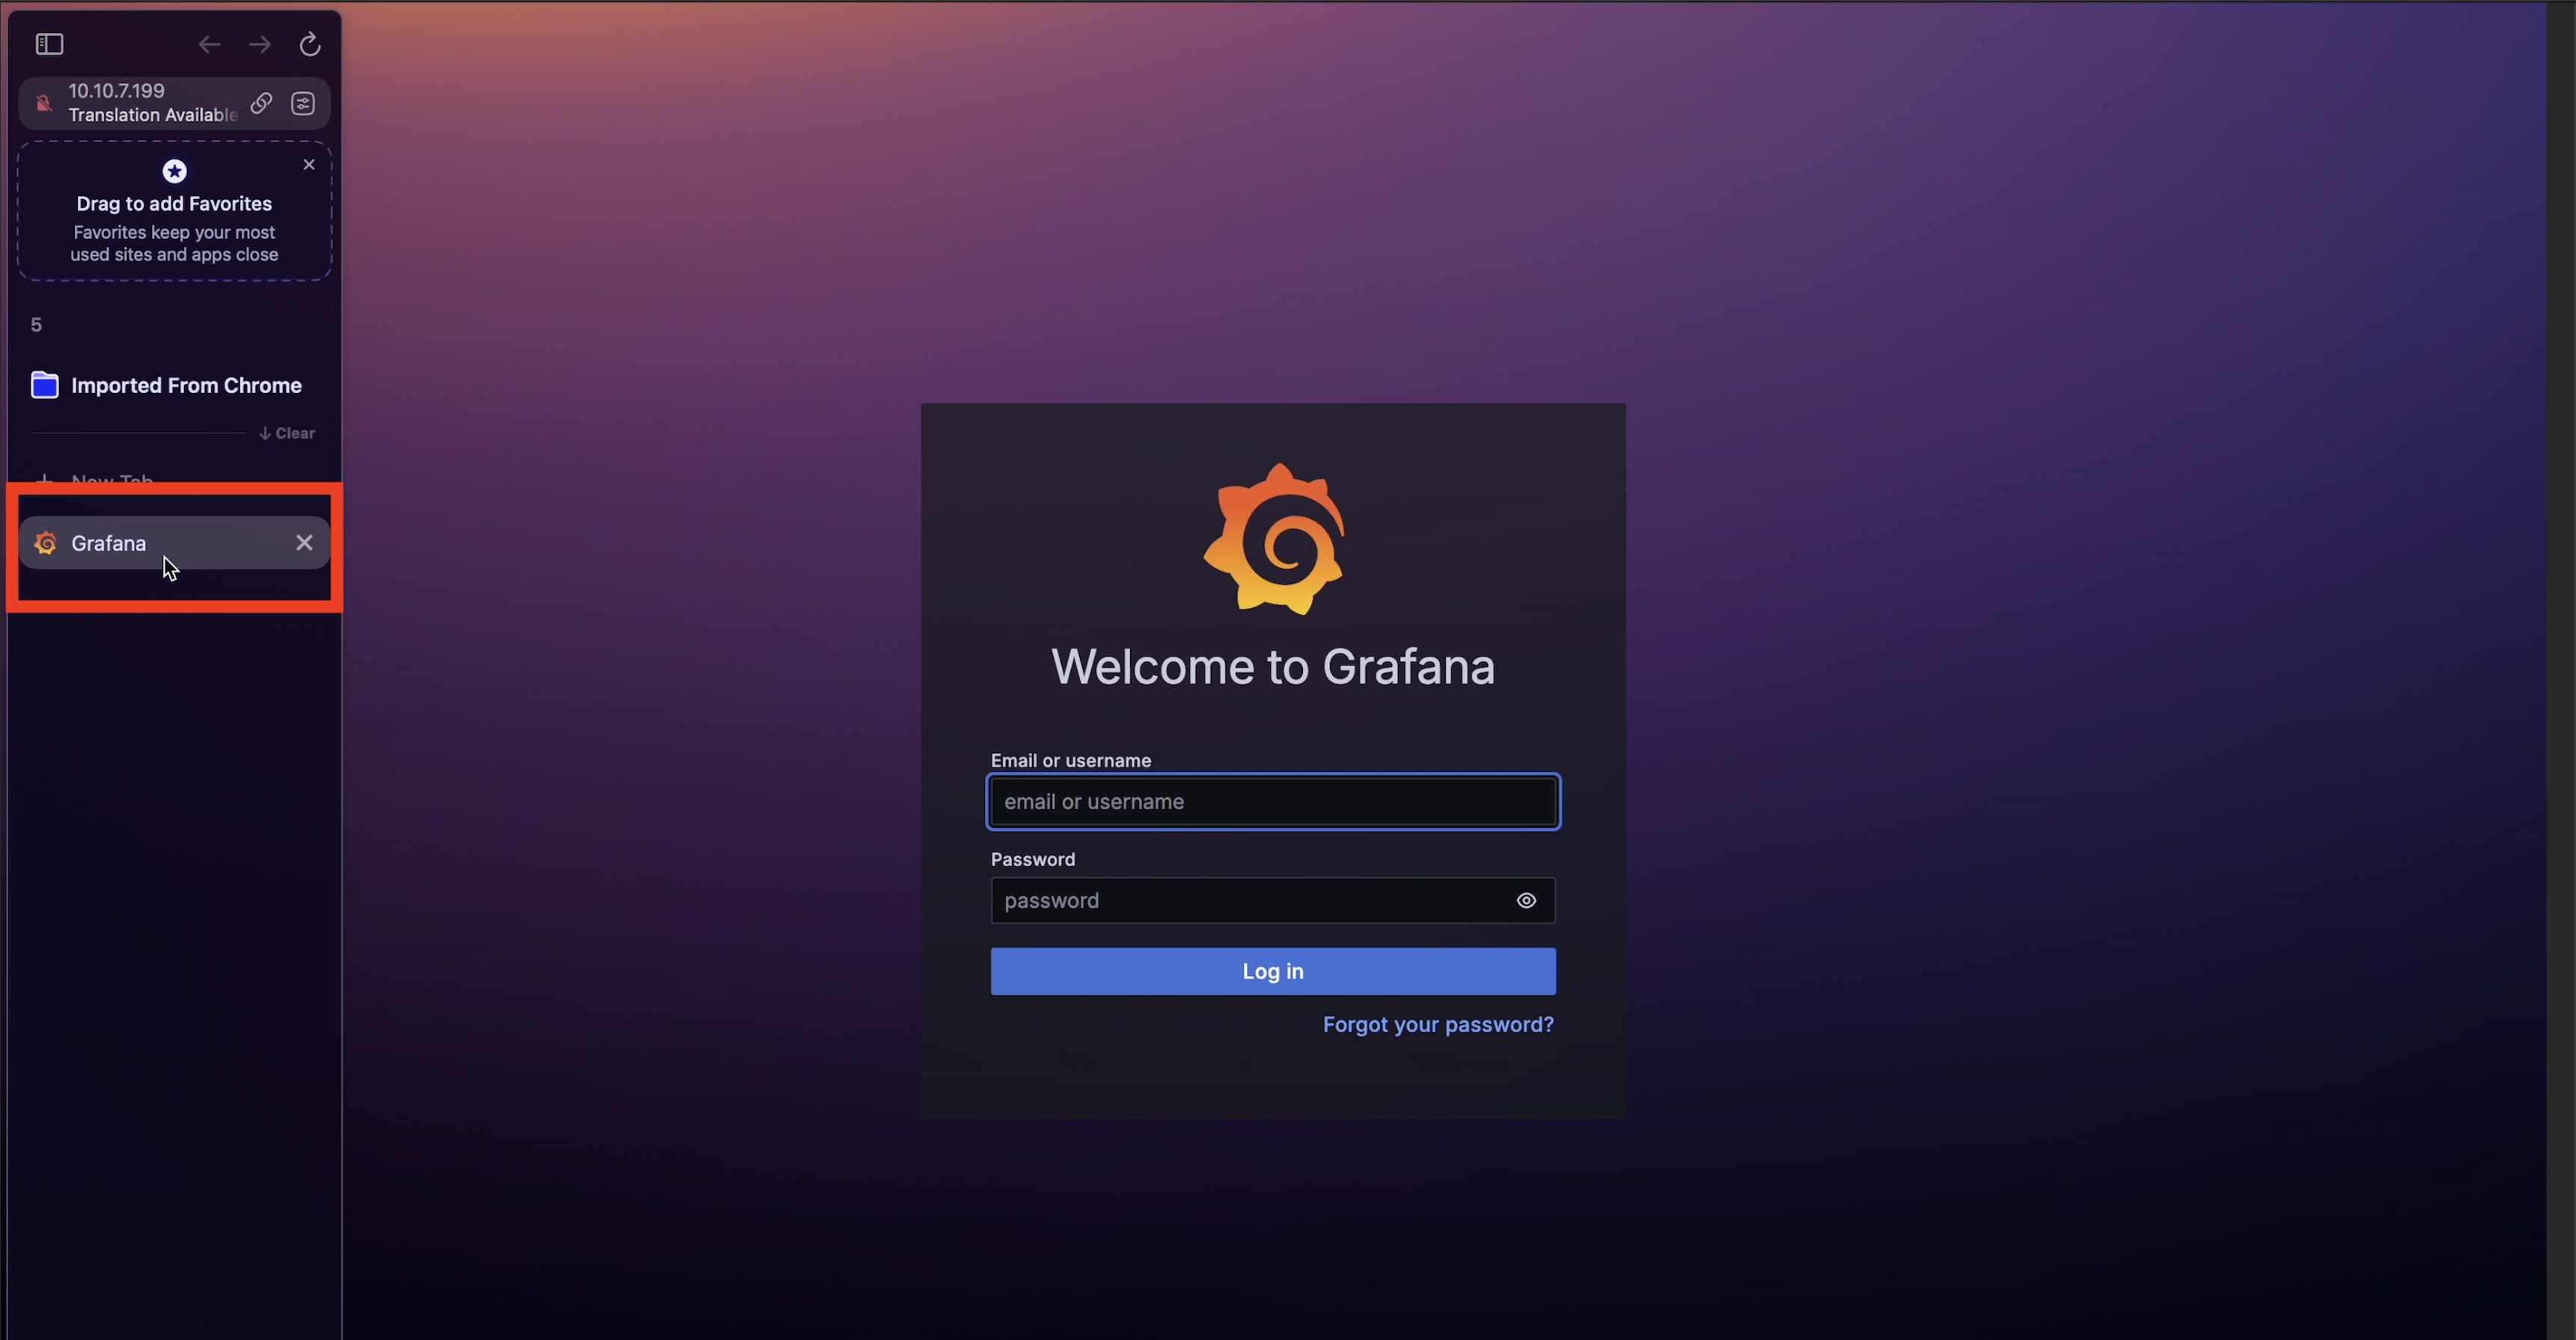 10.10.7.199
Translation Available
Drag to add Favorites
Favorites keep your most
used sites and apps close
5
Imported From Chrome
Clear
New Tab
Grafana
Welcome to Grafana
Email or username
email or username
Password
password
Log in
Forgot your password?